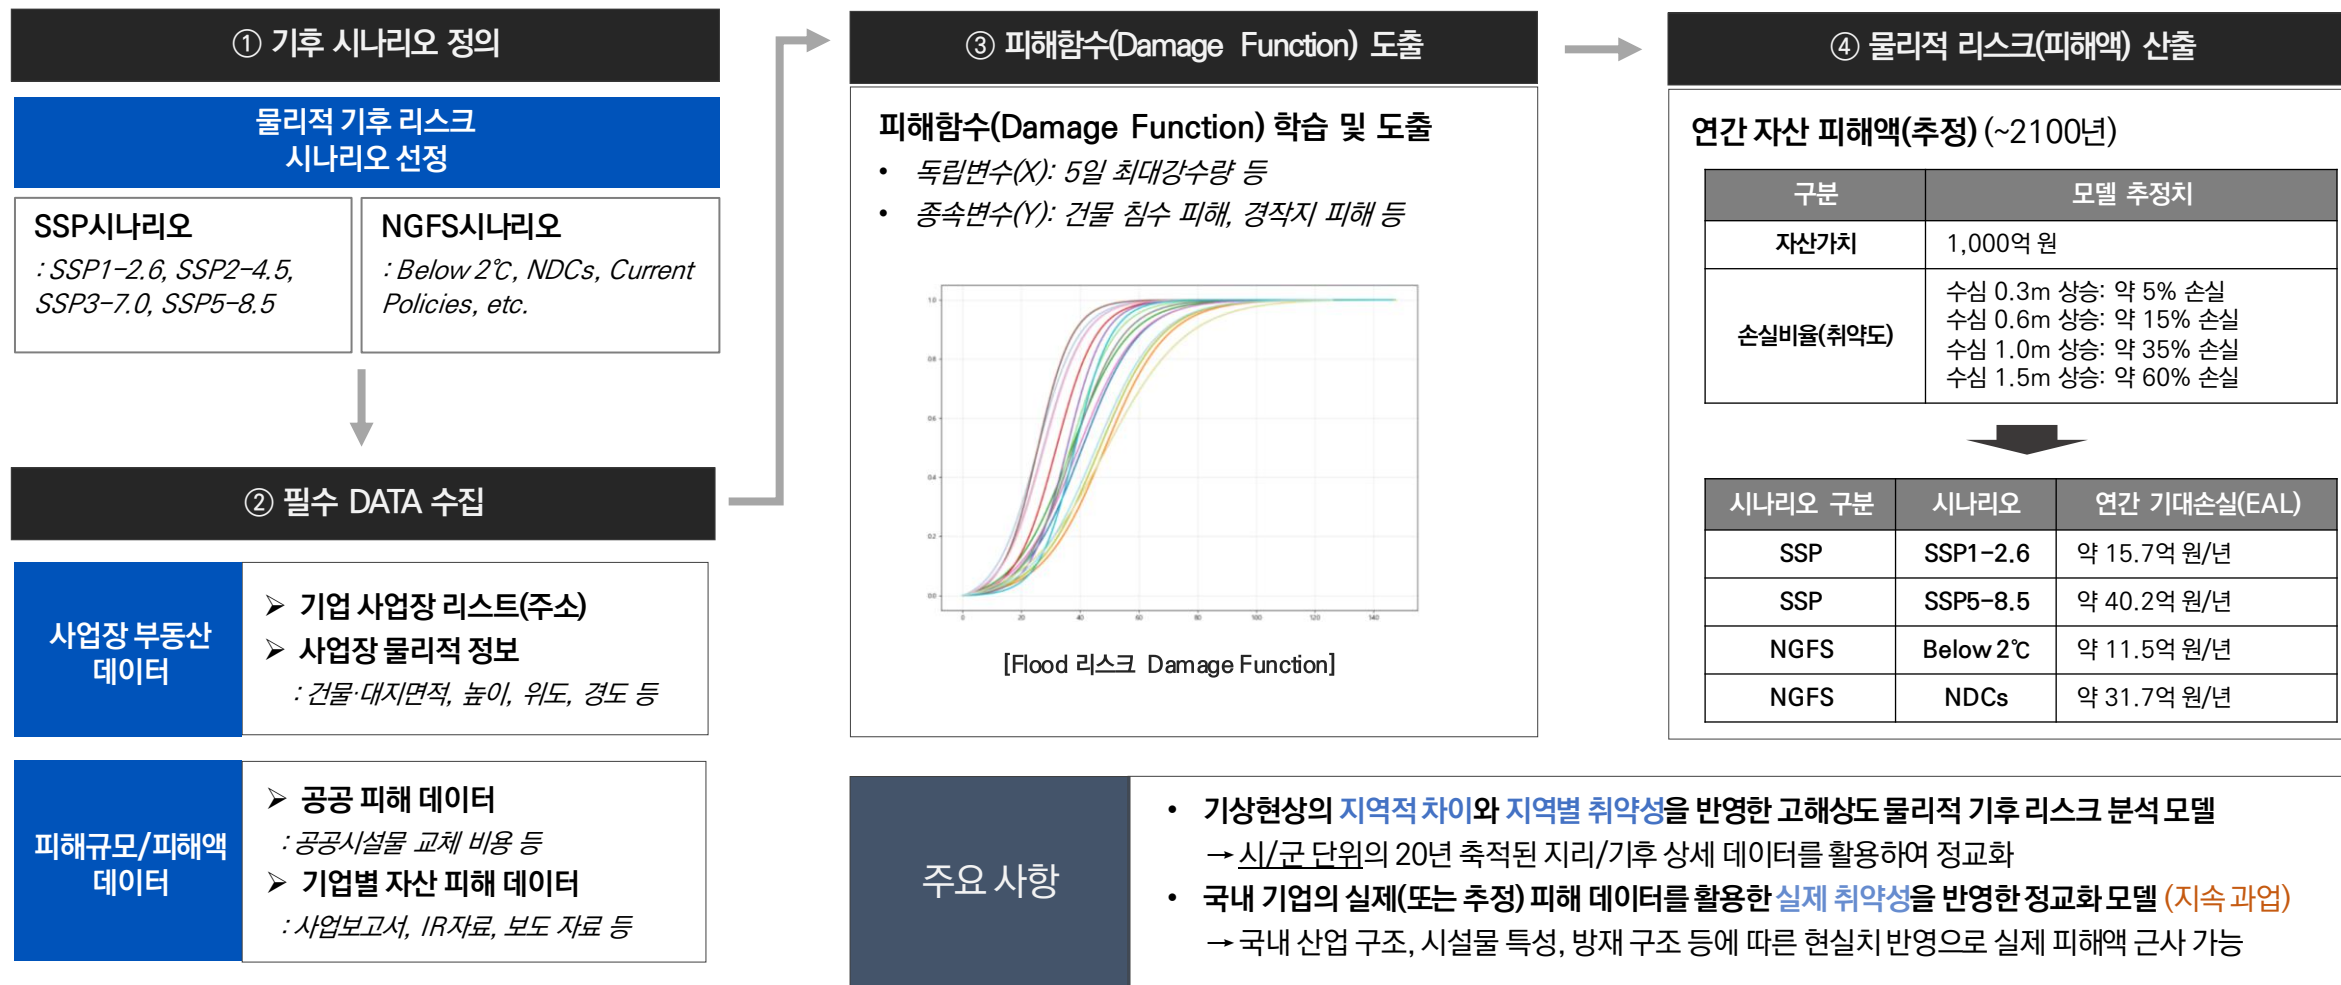 ① 기후 시나리오 정의
물리적 기후 리스크
시나리오 선정
SSP시나리오
: SSP1-2.6, SSP2-4.5,
SSP3-7.0, SSP5-8.5
NGFS시나리오
: Below 2℃, NDCs, Current
Policies, etc.
② 필수 DATA 수집
사업장 부동산
데이터
➢ 기업 사업장 리스트(주소)
➢ 사업장 물리적 정보
: 건물·대지면적, 높이, 위도, 경도 등
피해규모/피해액
데이터
➢ 공공 피해 데이터
: 공공시설물 교체 비용 등
➢ 기업별 자산 피해 데이터
: 사업보고서, IR자료, 보도 자료 등
③ 피해함수(Damage Function) 도출
피해함수(Damage Function) 학습 및 도출
• 독립변수(X): 5일 최대강수량 등
• 종속변수(Y): 건물 침수 피해, 경작지 피해 등
1.0
0.8
0.6
0.4
0.2
0.0
0 20 40 60 80 100 120 140
[Flood 리스크 Damage Function]
④ 물리적 리스크(피해액) 산출
연간 자산 피해액(추정) (~2100년)
구분 모델 추정치
자산가치 1,000억 원
손실비율(취약도)
수심 0.3m 상승: 약 5% 손실
수심 0.6m 상승: 약 15% 손실
수심 1.0m 상승: 약 35% 손실
수심 1.5m 상승: 약 60% 손실
시나리오 구분 시나리오 연간 기대손실(EAL)
SSP SSP1-2.6 약 15.7억 원/년
SSP SSP5-8.5 약 40.2억 원/년
NGFS Below 2℃ 약 11.5억 원/년
NGFS NDCs 약 31.7억 원/년
주요 사항
• 기상현상의 지역적 차이와 지역별 취약성을 반영한 고해상도 물리적 기후 리스크 분석 모델
→ 시/군 단위의 20년 축적된 지리/기후 상세 데이터를 활용하여 정교화
• 국내 기업의 실제(또는 추정) 피해 데이터를 활용한 실제 취약성을 반영한 정교화 모델 (지속 과업)
→ 국내 산업 구조, 시설물 특성, 방재 구조 등에 따른 현실치 반영으로 실제 피해액 근사 가능